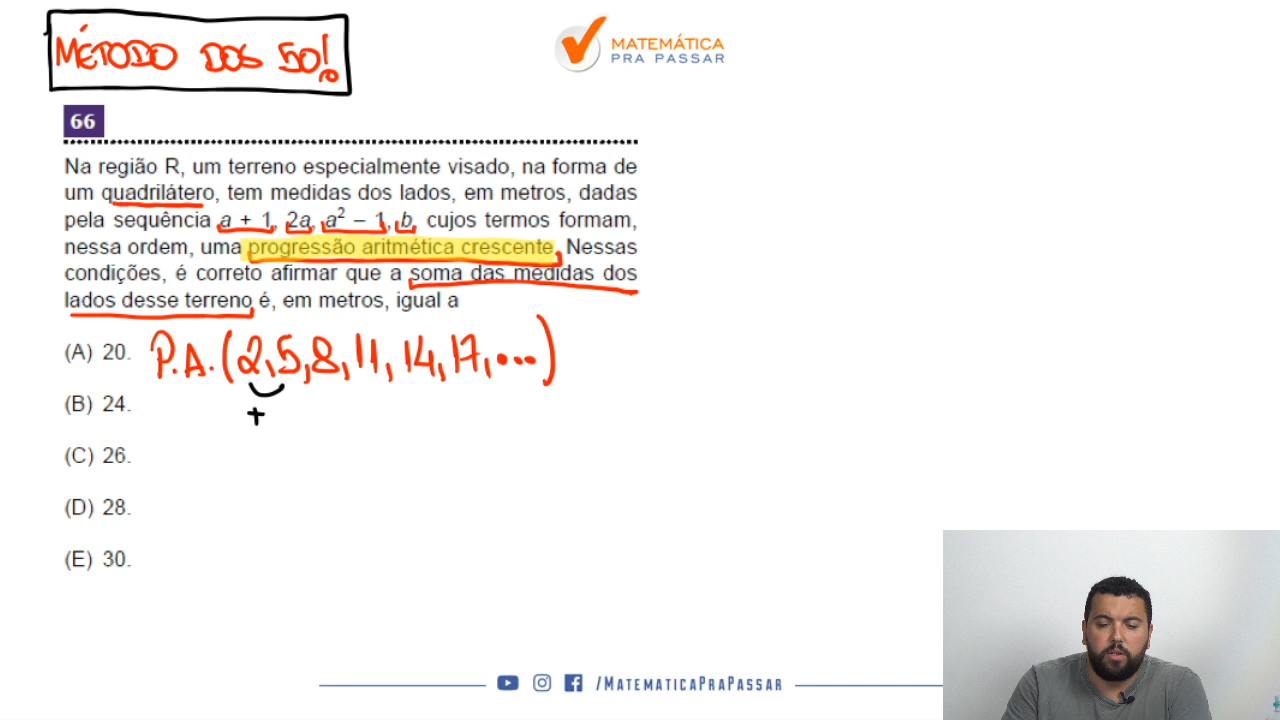 MÉTODO DOS 50!
MATEMÁTICA
PRA PASSAR
66
Na região R, um terreno especialmente visado, na forma de
um quadrilátero, tem medidas dos lados, em metros, dadas
pela sequência a + 1, 2a, a² – 1, b, cujos termos formam,
nessa ordem, uma progressão aritmética crescente. Nessas
condições, é correto afirmar que a soma das medidas dos
lados desse terreno é, em metros, igual a
(A) 20.
P.A. (2, 5, 8, 11, 14, 17, ...)
+
(B) 24.
(C) 26.
(D) 28.
(E) 30.
/MATEMATICAPRAPASSAR